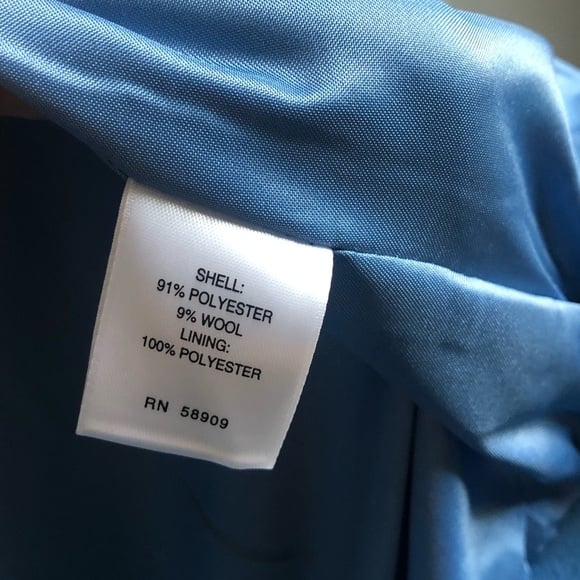 SHELL:
91% POLYESTER
9% WOOL
LINING:
100% POLYESTER
RN 58909